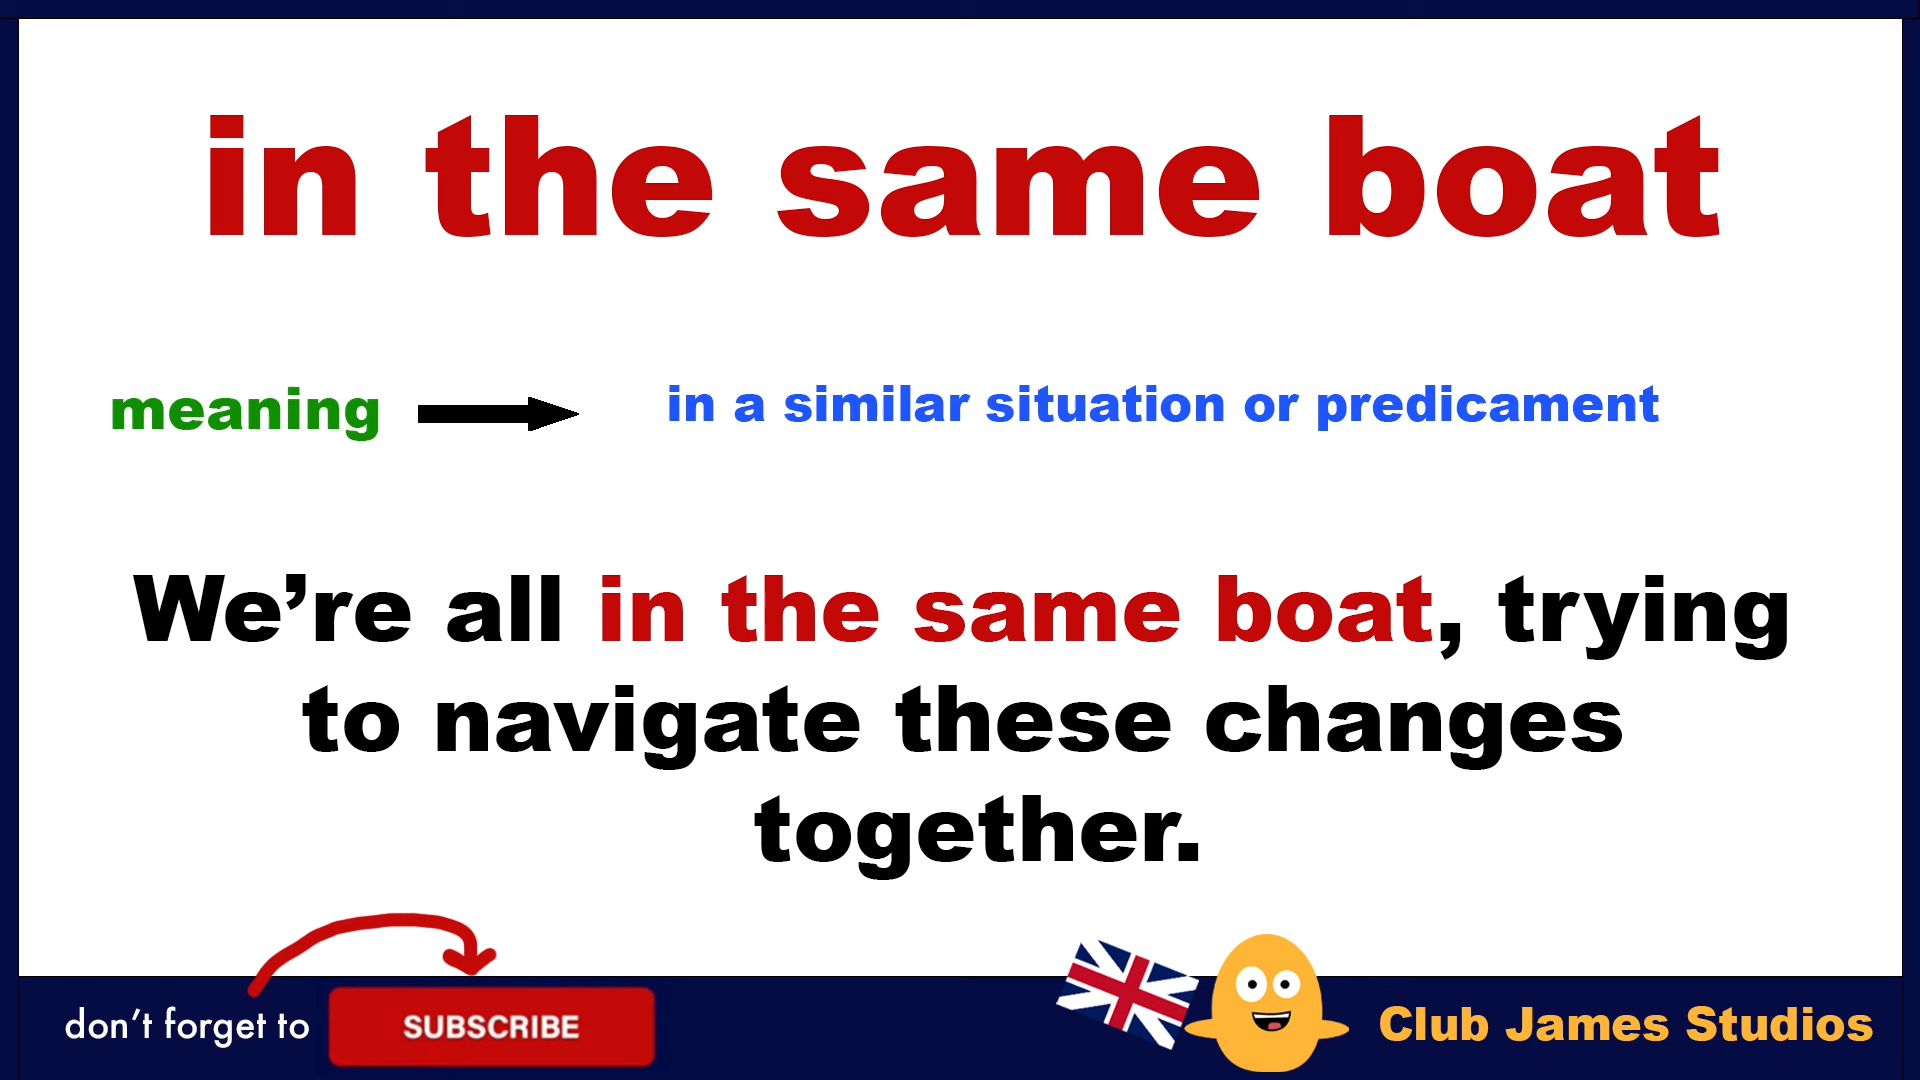 in the same boat
meaning
in a similar situation or predicament
We’re all in the same boat, trying
to navigate these changes
together.
don’t forget to
SUBSCRIBE
Club James Studios